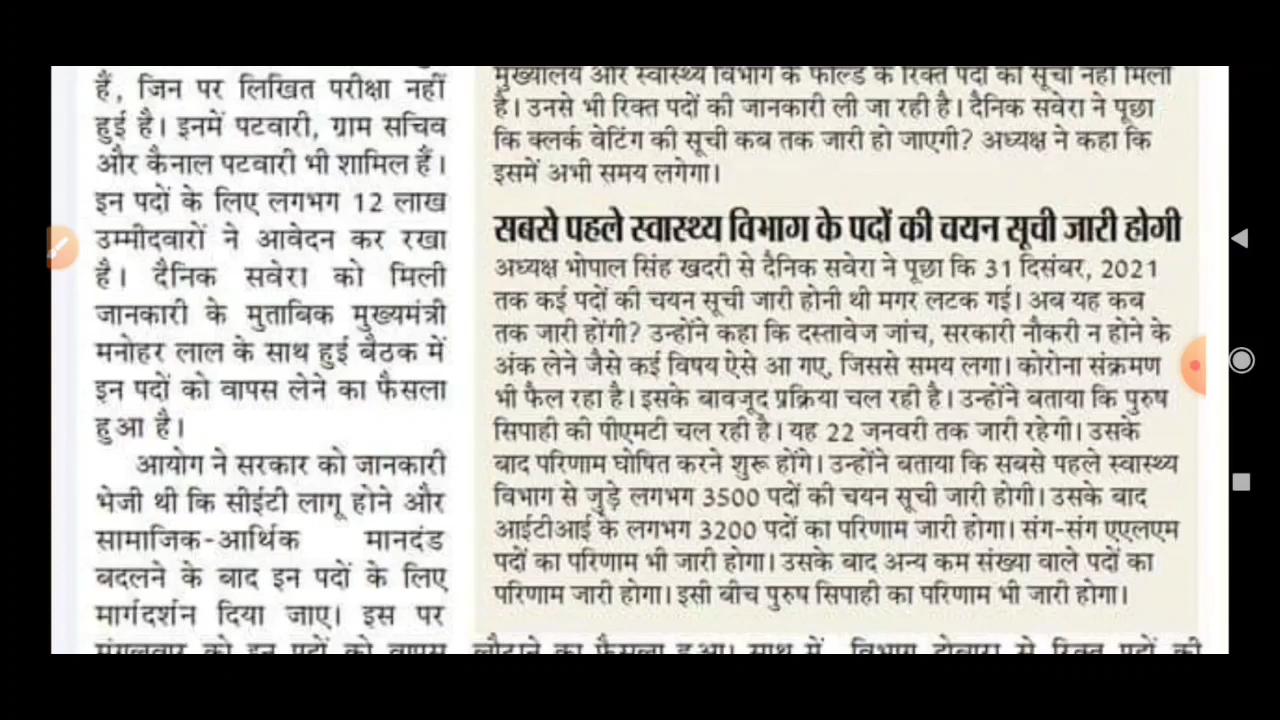 हैं, जिन पर लिखित परीक्षा नहीं
हुई है। इनमें पटवारी, ग्राम सचिव
और कैनाल पटवारी भी शामिल हैं।
इन पदों के लिए लगभग 12 लाख
उम्मीदवारों ने आवेदन कर रखा
है। दैनिक सवेरा को मिली
जानकारी के मुताबिक मुख्यमंत्री
मनोहर लाल के साथ हुई बैठक में
इन पदों को वापस लेने का फैसला
हुआ है।
आयोग ने सरकार को जानकारी
भेजी थी कि सीईटी लागू होने और
सामाजिक-आर्थिक मानदंड
बदलने के बाद इन पदों के लिए
मार्गदर्शन दिया जाए। इस पर
मंगलवार को इन पदों को वापस
मुख्यालय और स्वास्थ्य विभाग के फील्ड के रिक्त पदों की सूची नहीं मिली
है। उनसे भी रिक्त पदों की जानकारी ली जा रही है। दैनिक सवेरा ने पूछा
कि क्लर्क वेटिंग की सूची कब तक जारी हो जाएगी? अध्यक्ष ने कहा कि
इसमें अभी समय लगेगा।
सबसे पहले स्वास्थ्य विभाग के पदों की चयन सूची जारी होगी
अध्यक्ष भोपाल सिंह खदरी से दैनिक सवेरा ने पूछा कि 31 दिसंबर, 2021
तक कई पदों की चयन सूची जारी होनी थी मगर लटक गई। अब यह कब
तक जारी होंगी? उन्होंने कहा कि दस्तावेज जांच, सरकारी नौकरी न होने के
अंक लेने जैसे कई विषय ऐसे आ गए, जिससे समय लगा। कोरोना संक्रमण
भी फैल रहा है। इसके बावजूद प्रक्रिया चल रही है। उन्होंने बताया कि पुरुष
सिपाही की पीएमटी चल रही है। यह 22 जनवरी तक जारी रहेगी। उसके
बाद परिणाम घोषित करने शुरू होंगे। उन्होंने बताया कि सबसे पहले स्वास्थ्य
विभाग से जुड़े लगभग 3500 पदों की चयन सूची जारी होगी। उसके बाद
आईटीआई के लगभग 3200 पदों का परिणाम जारी होगा। संग-संग एएलएम
पदों का परिणाम भी जारी होगा। उसके बाद अन्य कम संख्या वाले पदों का
परिणाम जारी होगा। इसी बीच पुरुष सिपाही का परिणाम भी जारी होगा।
लौटाने का फैसला हुआ। साथ में
विभाग दोबारा से रिक्त पदों की